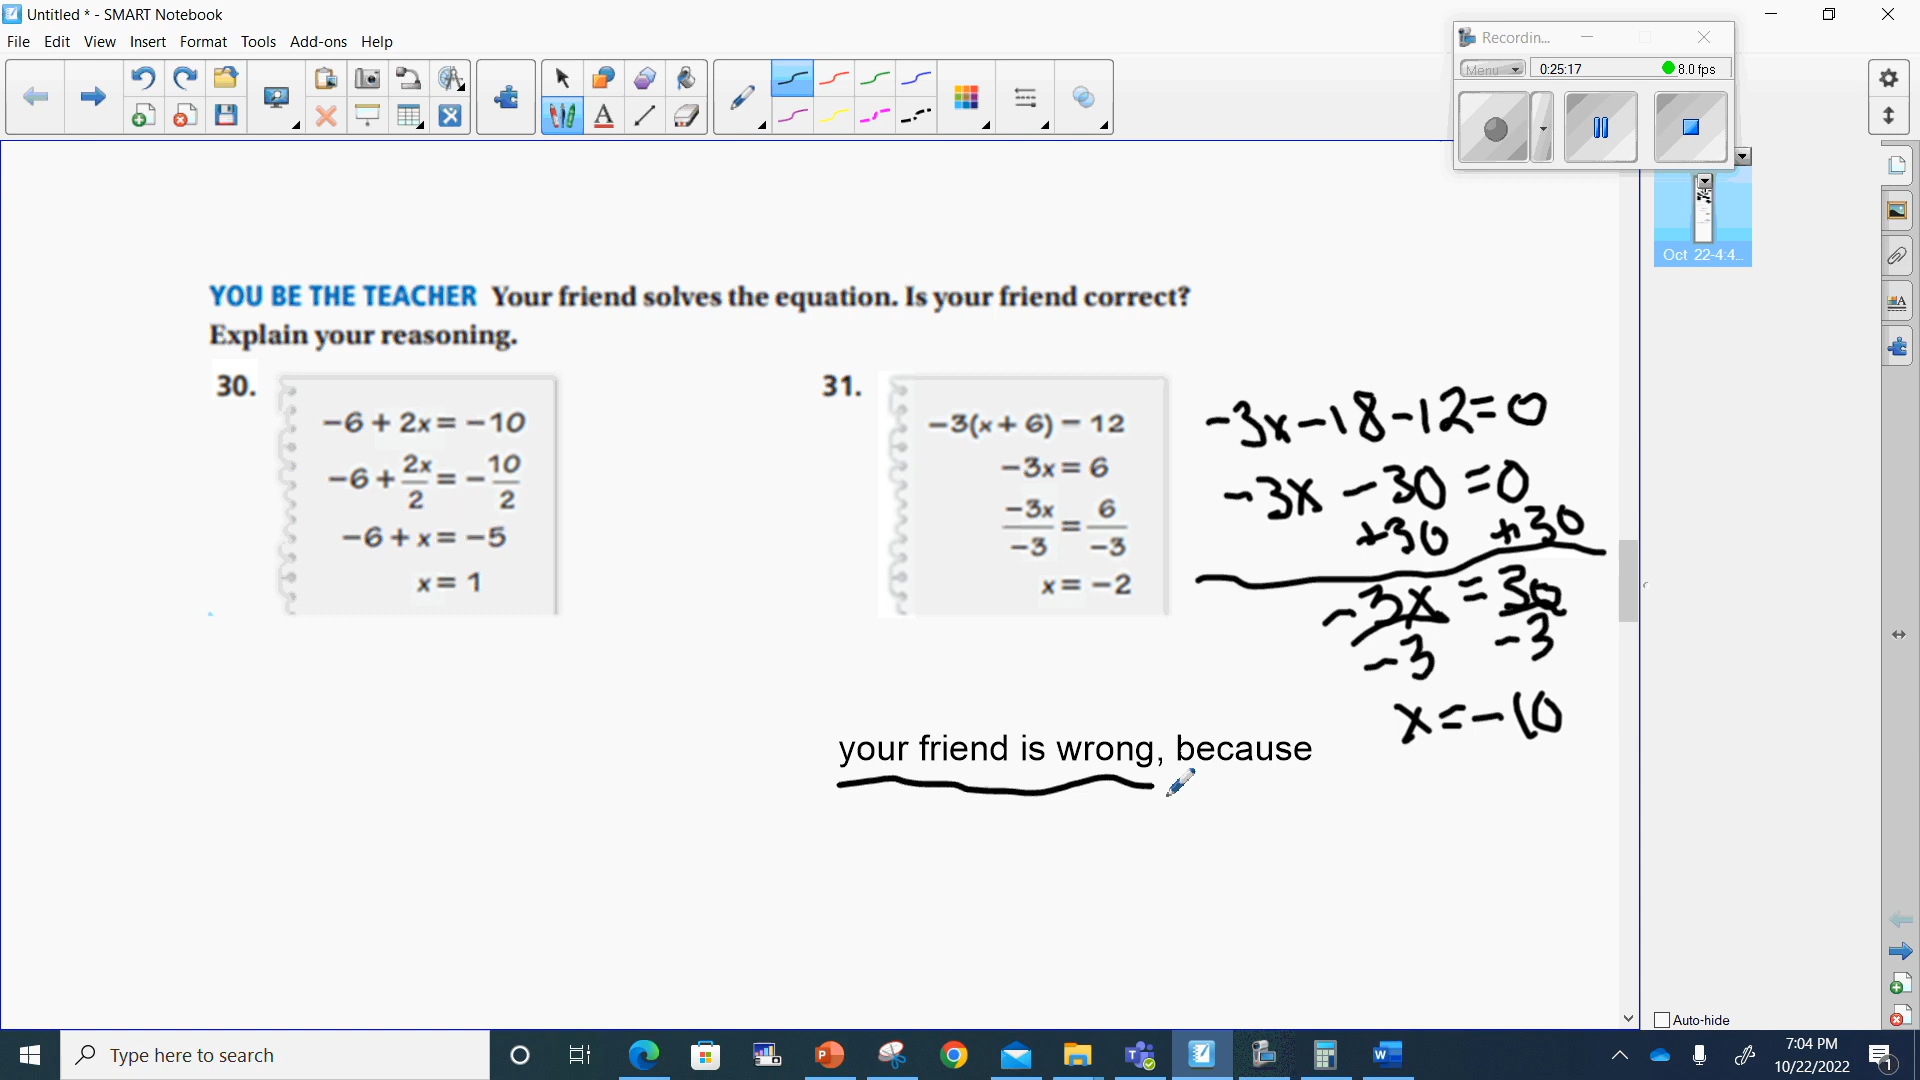 Untitled * - SMART Notebook
File Edit View Insert Format Tools Add-ons Help
Recordin...
Menu
0:25:17
8.0 fps
Oct 22-4:4...
YOU BE THE TEACHER Your friend solves the equation. Is your friend correct?
Explain your reasoning.
30.
−6 + 2x = −10
−6 + 2x/2 = −10/2
−6 + x = −5
x = 1
31.
−3(x + 6) − 12
−3x = 6
−3x/−3 = 6/−3
x = −2
-3x-18-12=0
-3x-30=0
+30 +30
-3x=30
-3 -3
x=-10
your friend is wrong, because
Auto-hide
Type here to search
7:04 PM
10/22/2022
1